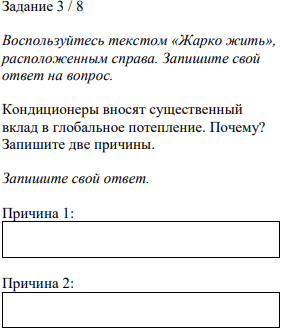 Задание 3 / 8
Воспользуйтесь текстом «Жарко жить»,
расположенным справа. Запишите свой
ответ на вопрос.
Кондиционеры вносят существенный
вклад в глобальное потепление. Почему?
Запишите две причины.
Запишите свой ответ.
Причина 1:
Причина 2: